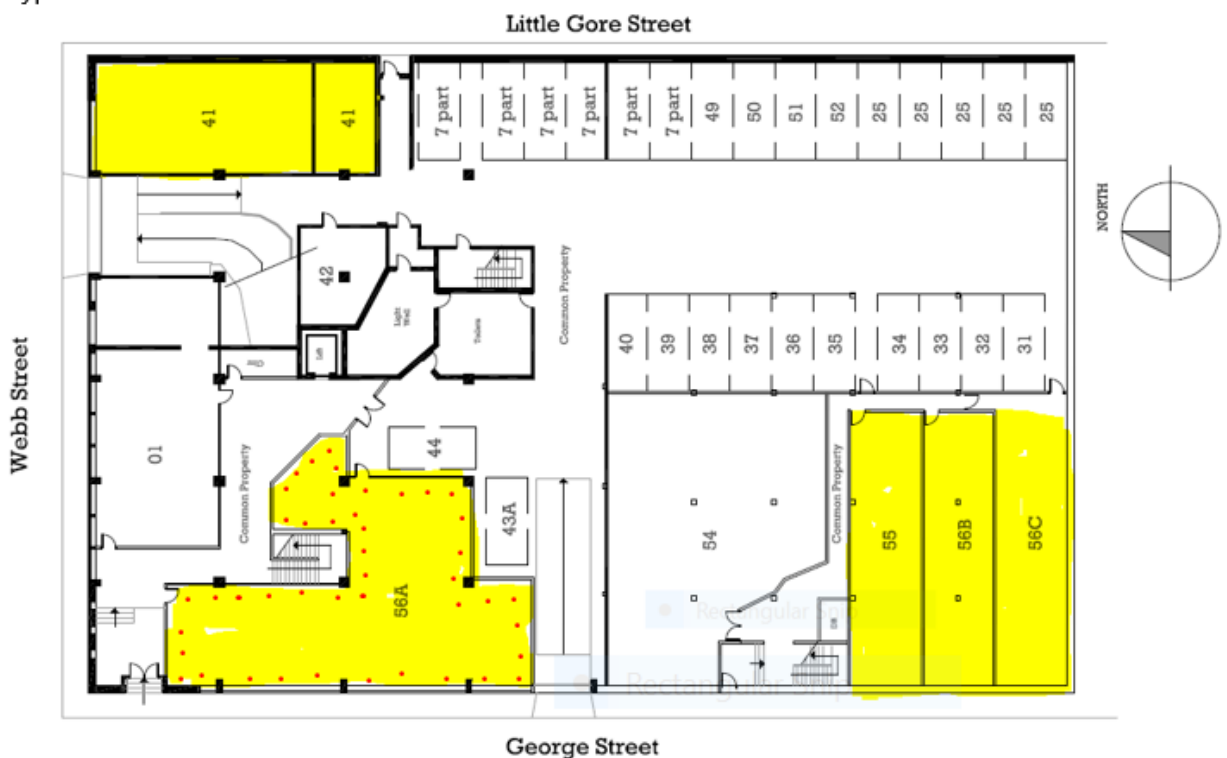 Little Gore Street
41
41
7 part
7 part
7 part
7 part
7 part
7 part
49
50
51
52
25
25
25
25
25
NORTH
42
Light
Well
Toilets
Common Property
Lift
40
39
38
37
36
35
34
33
32
31
Webb Street
01
Common Property
44
43A
56A
54
Common Property
55
56B
56C
Rectangular Snip
Rectangular Snip
George Street